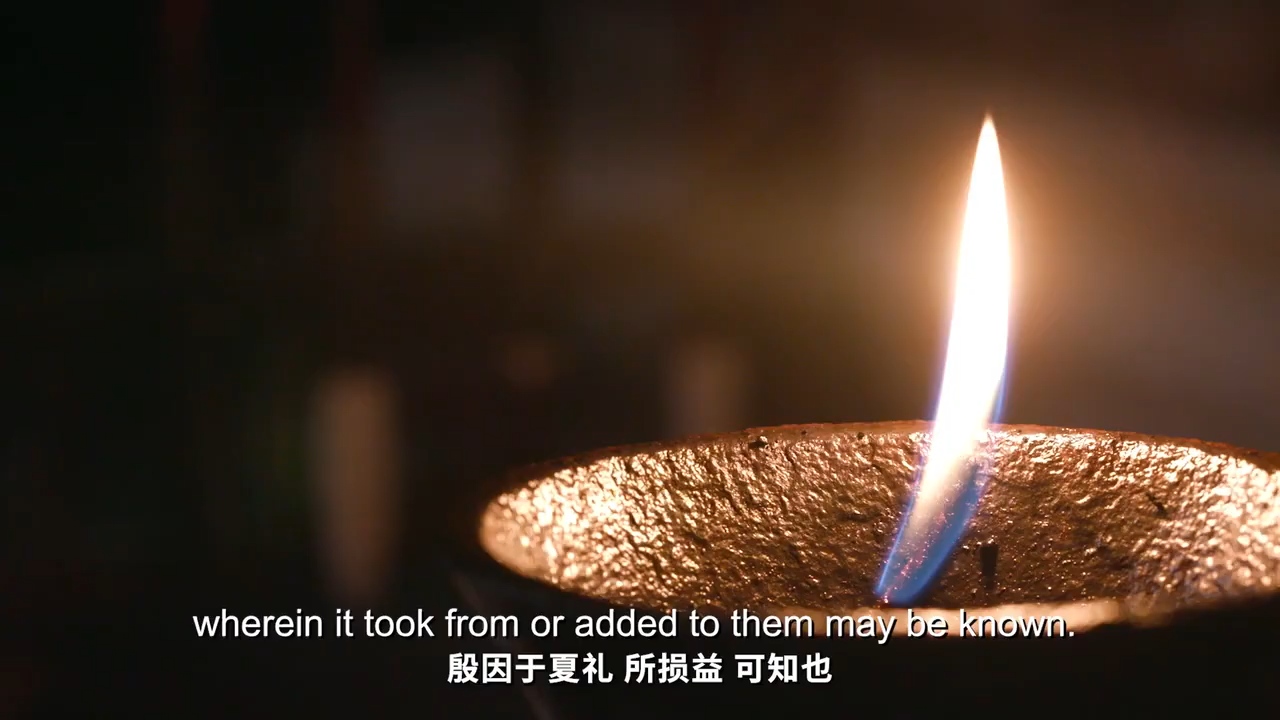 wherein it took from or added to them may be known.
殷因于夏礼 所损益 可知也